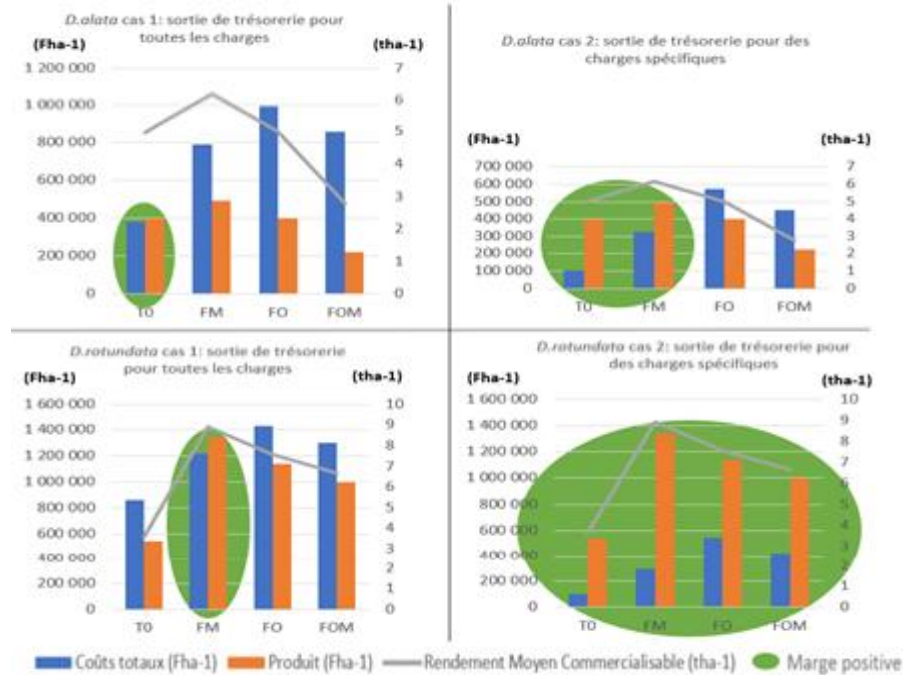 D.alata cas 1: sortie de trésorerie pour
toutes les charges
(Fha-1)
(tha-1)
1 200 000
1 000 000
800 000
600 000
400 000
200 000
0
7
6
5
4
3
2
1
0
T0 FM FO FOM
D.alata cas 2: sortie de trésorerie pour des
charges spécifiques
(Fha-1)
(tha-1)
700 000
600 000
500 000
400 000
300 000
200 000
100 000
0
7
6
5
4
3
2
1
0
T0 FM FO FOM
D.rotundata cas 1: sortie de trésorerie
pour toutes les charges
(Fha-1)
(tha-1)
1 600 000
1 400 000
1 200 000
1 000 000
800 000
600 000
400 000
200 000
0
10
9
8
7
6
5
4
3
2
1
0
T0 FM FO FOM
D.rotundata cas 2: sortie de trésorerie pour
des charges spécifiques
(Fha-1)
(tha-1)
1 600 000
1 400 000
1 200 000
1 000 000
800 000
600 000
400 000
200 000
0
10
9
8
7
6
5
4
3
2
1
0
T0 FM FO FOM
Coûts totaux (Fha-1) Produit (Fha-1) Rendement Moyen Commercialisable (tha-1) Marge positive